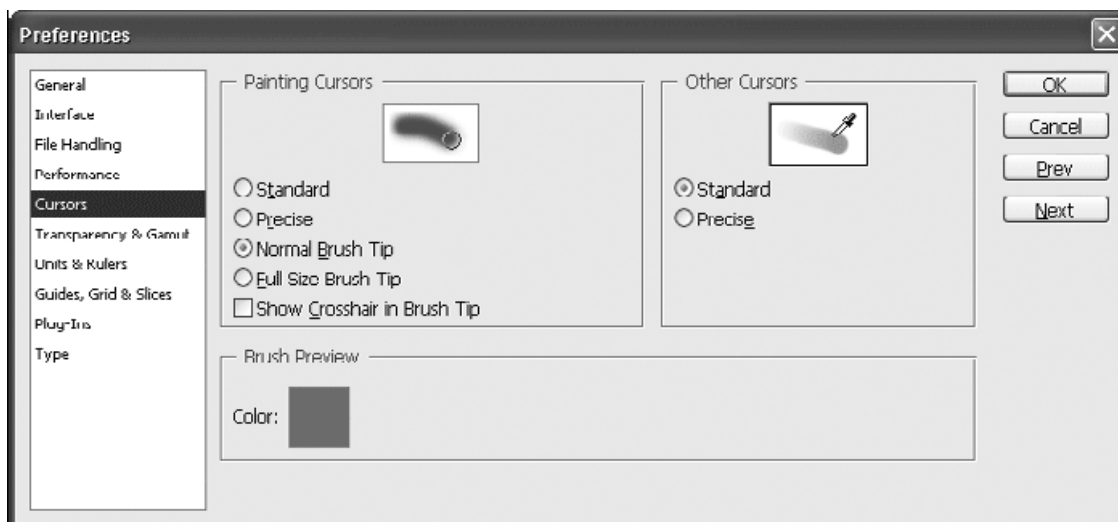 Preferences
General
Interface
File Handling
Performance
Cursors
Transparency & Gamut
Units & Rulers
Guides, Grid & Slices
Plug-Ins
Type
Painting Cursors
Standard
Precise
Normal Brush Tip
Full Size Brush Tip
Show Crosshair in Brush Tip
Other Cursors
Standard
Precise
Brush Preview
Color:
OK
Cancel
Prev
Next